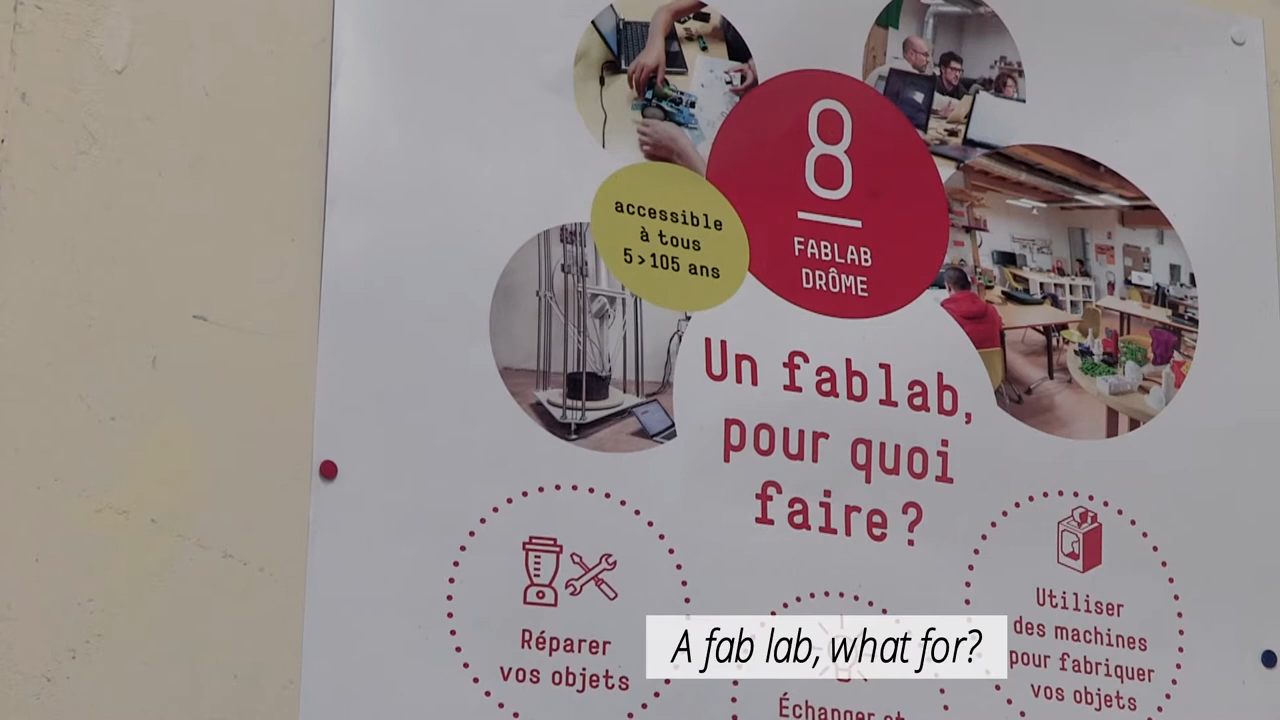 8
FABLAB
DRÔME
accessible
à tous
5>105 ans
Un fablab,
pour quoi
faire?
Réparer
vos objets
Utiliser
des machines
pour fabriquer
vos objets
A fab lab, what for?
Échanger et